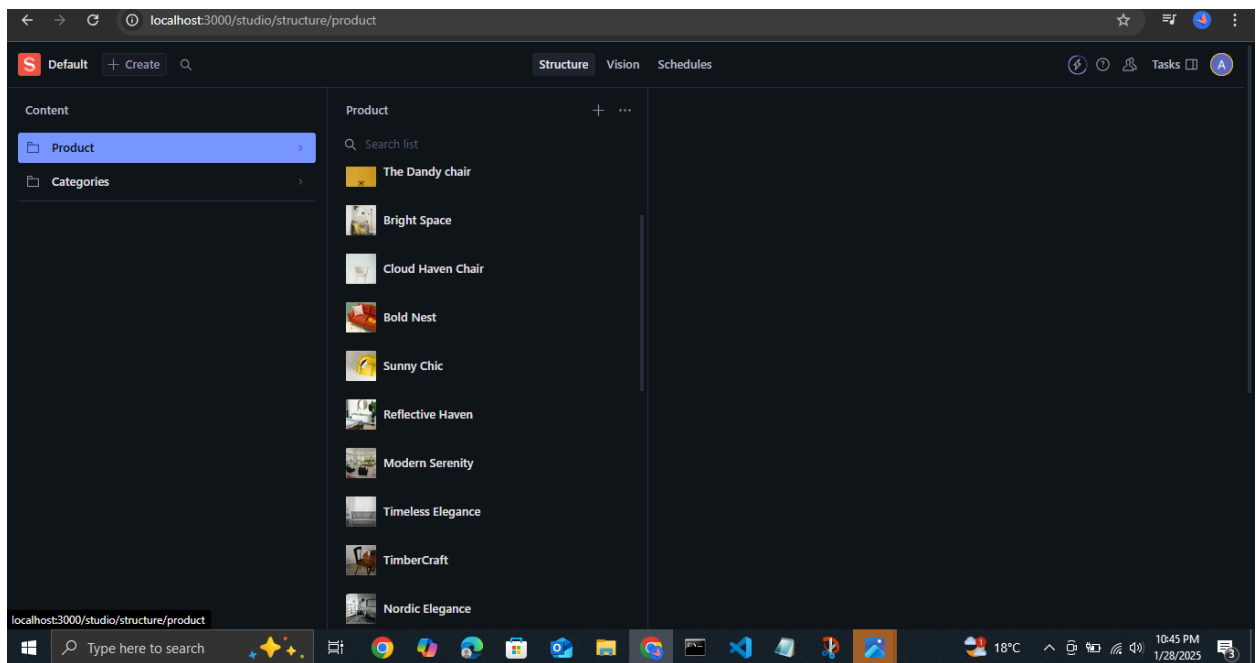 localhost:3000/studio/structure/product
S Default + Create Structure Vision Schedules Tasks A
Content
Product
Categories
Product
Search list
The Dandy chair
Bright Space
Cloud Haven Chair
Bold Nest
Sunny Chic
Reflective Haven
Modern Serenity
Timeless Elegance
TimberCraft
Nordic Elegance
localhost:3000/studio/structure/product
Type here to search 18°C 10:45 PM
1/28/2025
3